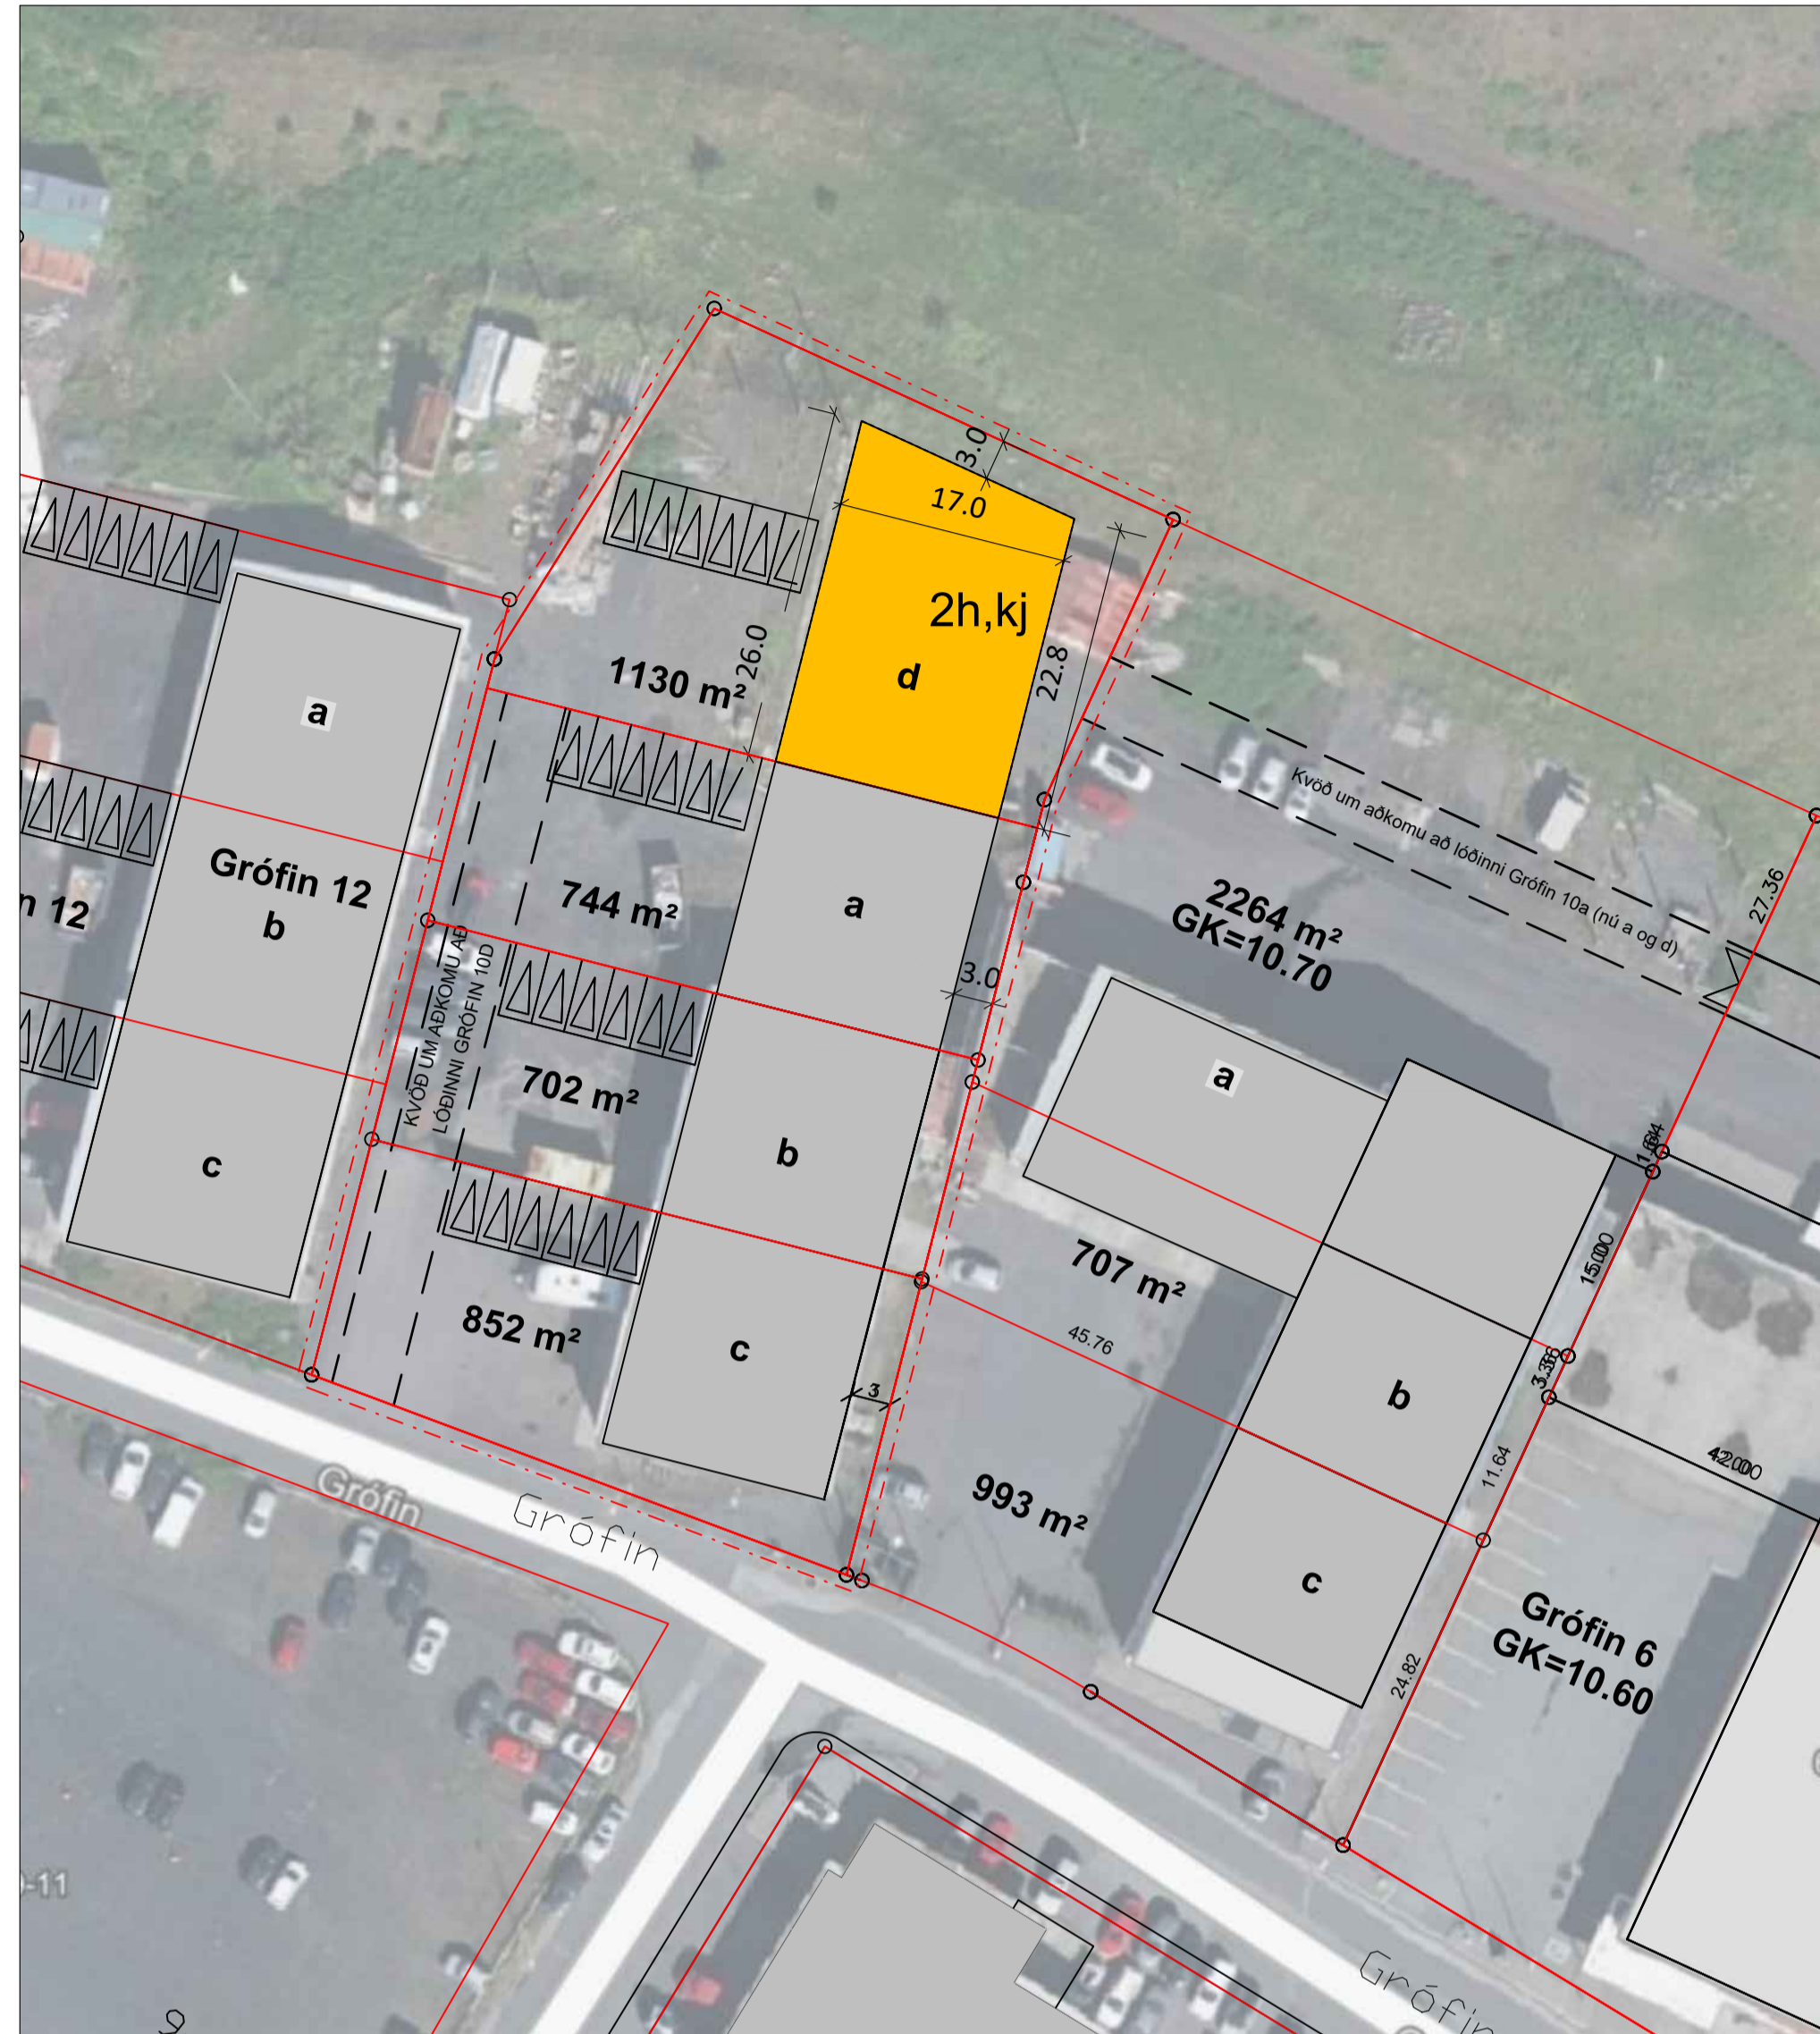 3.0
17.0
2h,kj
d
26.0
22.8
1130 m²
a
Grófin 12
b
c
n 12
744 m²
a
3.0
702 m²
b
852 m²
c
3
KVÖÐ UM AÐKOMU AÐ
LÓÐINNI GRÓFIN 10D
Kvöð um aðkomu að lóðinni Grófin 10a (nú a og d)
27.36
2264 m²
GK=10.70
a
707 m²
45.76
b
15.00
3.36
11.64
42.00
993 m²
c
24.82
Grófin 6
GK=10.60
Grófin
Grófin
Grófin
-11